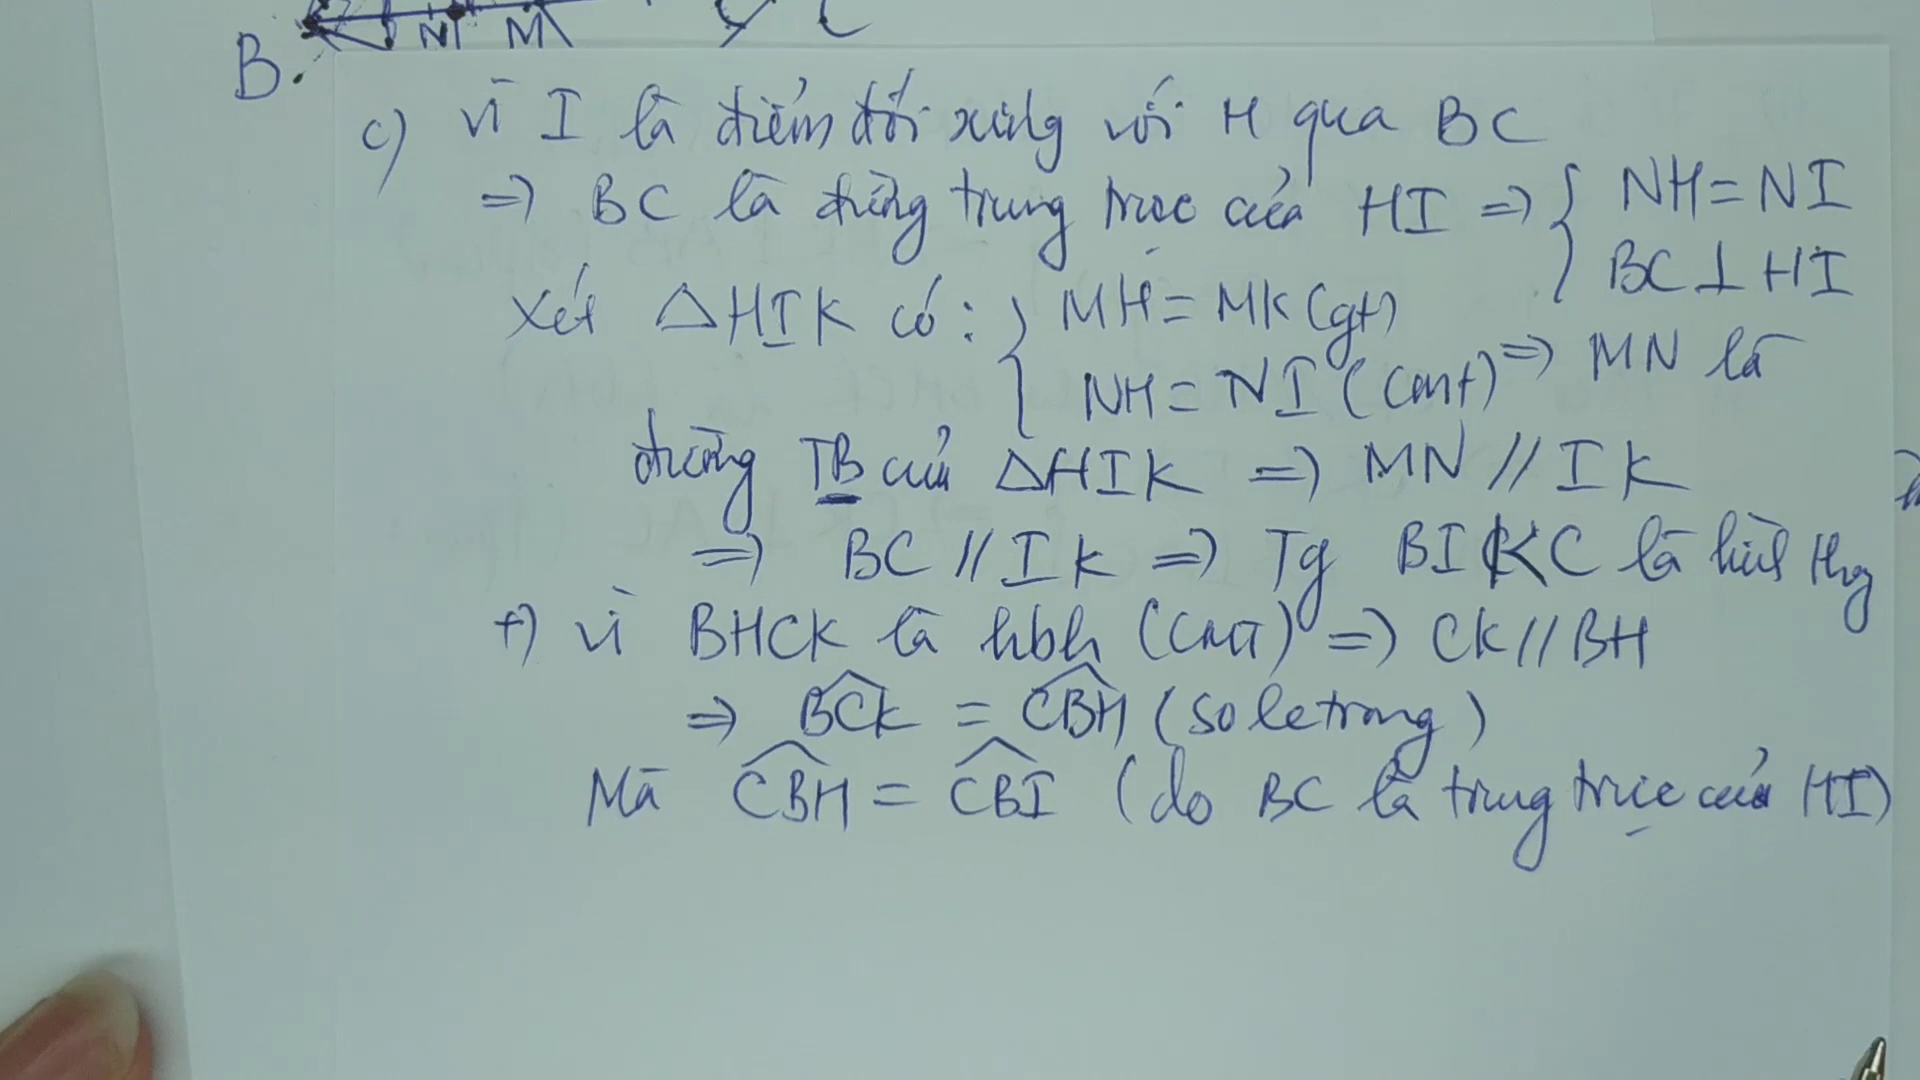 B. N M
c) vì I là điểm đối xứng với H qua BC
=> BC là đường trung trực của HI => { NH = NI
BC ⊥ HI
Xét △HIK có: { MH = MK (gt)
NH = NI (cmt) => MN là
đường TB của △HIK => MN // IK
=> BC // IK => Tg BIKC là hình thg
+) vì BHCK là hbh (CMT) => CK // BH
=> BCK = CBH (so le trong)
Mà CBH = CBI (do BC là trung trực của HI)